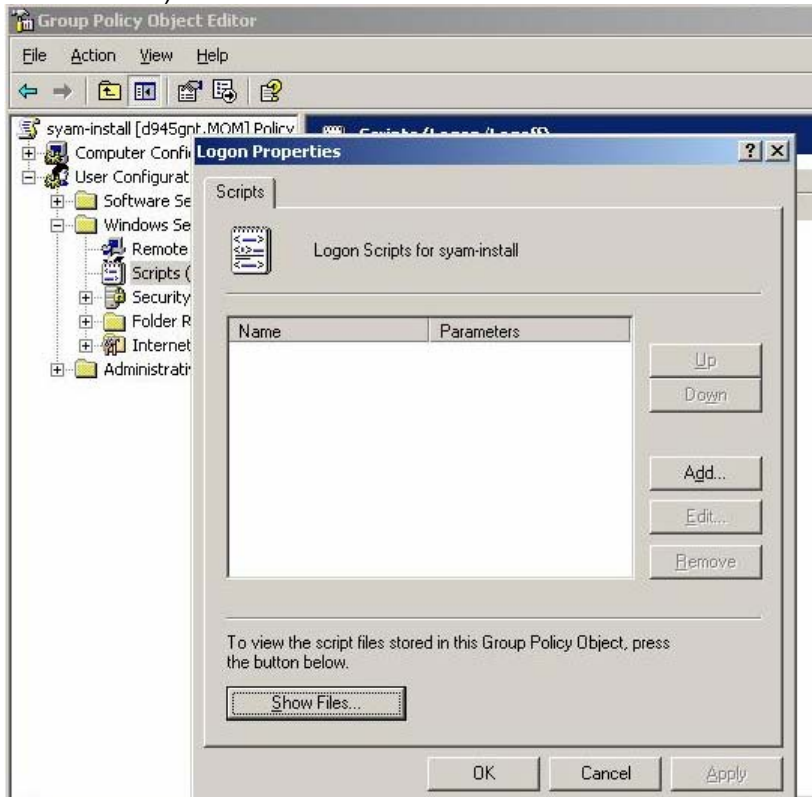 Group Policy Object Editor
File Action View Help
syam-install [d945gnt.MOM] Policy
Computer Confi
User Configurat
Software Se
Windows Se
Remote
Scripts (
Security
Folder R
Internet
Administrati
Logon Properties
Scripts
Logon Scripts for syam-install
Name Parameters
Up
Down
Add...
Edit...
Remove
To view the script files stored in this Group Policy Object, press
the button below.
Show Files...
OK Cancel Apply